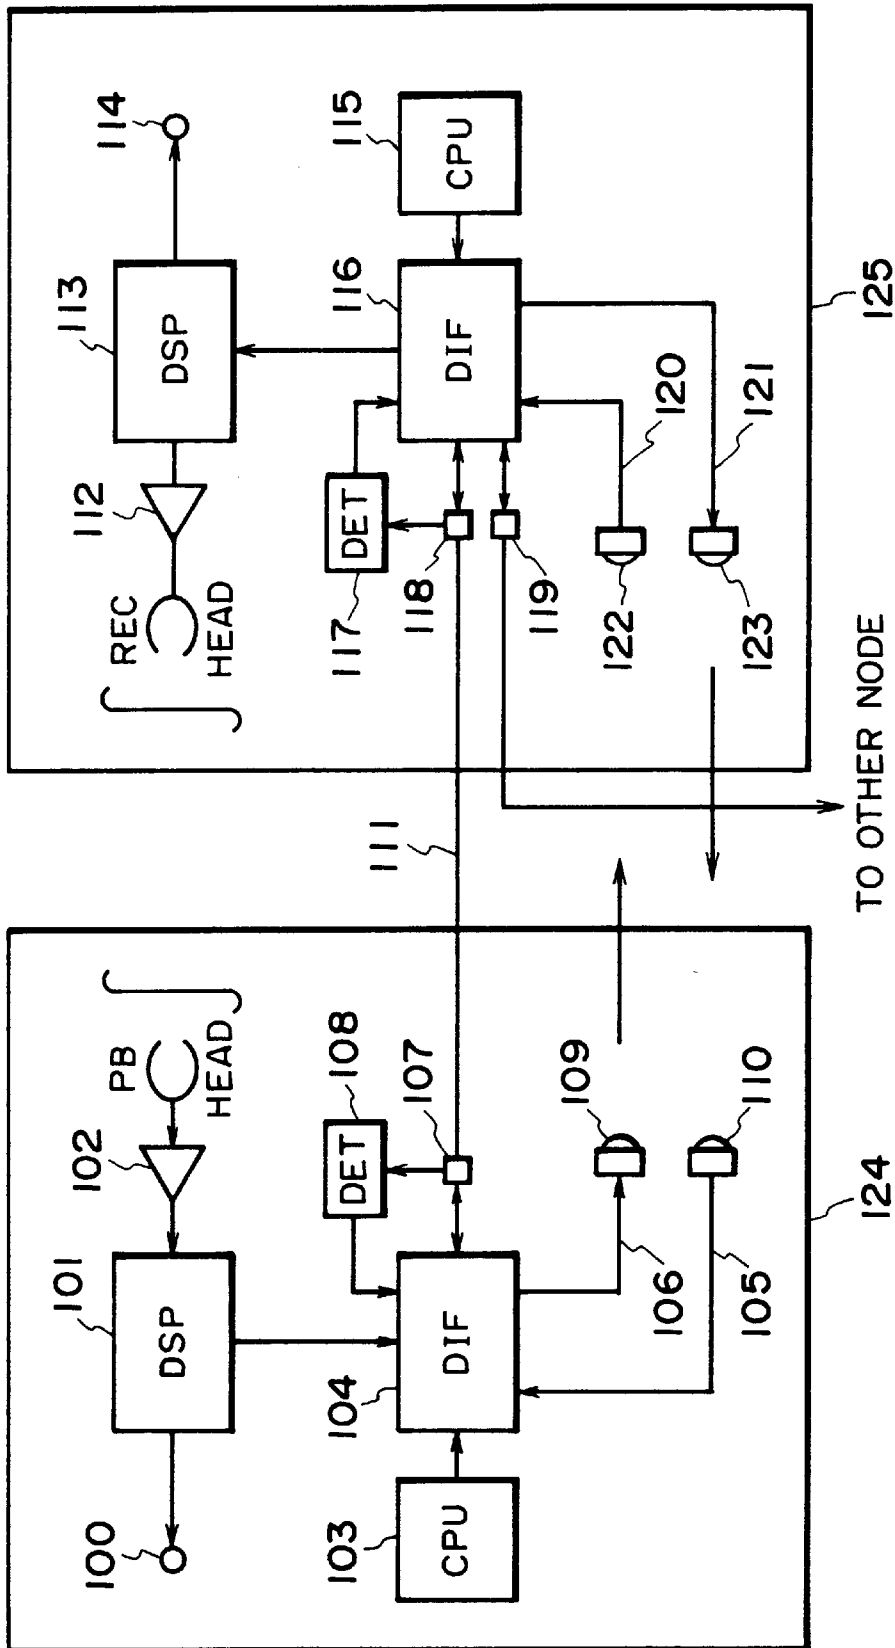 100
101
DSP
102
PB
HEAD
103
CPU
104
DIF
DET
108
107
106
105
109
110
124
111
TO OTHER NODE
REC
HEAD
112
113
DSP
114
115
CPU
116
DIF
DET
117
118
119
120
121
122
123
125